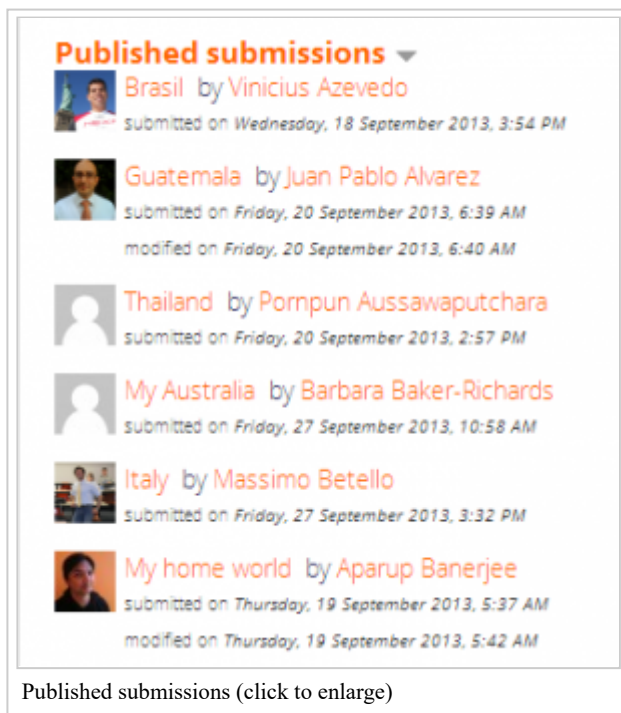 Published submissions
Brasil by Vinicius Azevedo
submitted on Wednesday, 18 September 2013, 3:54 PM
Guatemala by Juan Pablo Alvarez
submitted on Friday, 20 September 2013, 6:39 AM
modified on Friday, 20 September 2013, 6:40 AM
Thailand by Pornpun Aussawaputchara
submitted on Friday, 20 September 2013, 2:57 PM
My Australia by Barbara Baker-Richards
submitted on Friday, 27 September 2013, 10:58 AM
Italy by Massimo Betello
submitted on Friday, 27 September 2013, 3:32 PM
My home world by Aparup Banerjee
submitted on Thursday, 19 September 2013, 5:37 AM
modified on Thursday, 19 September 2013, 5:42 AM
Published submissions (click to enlarge)